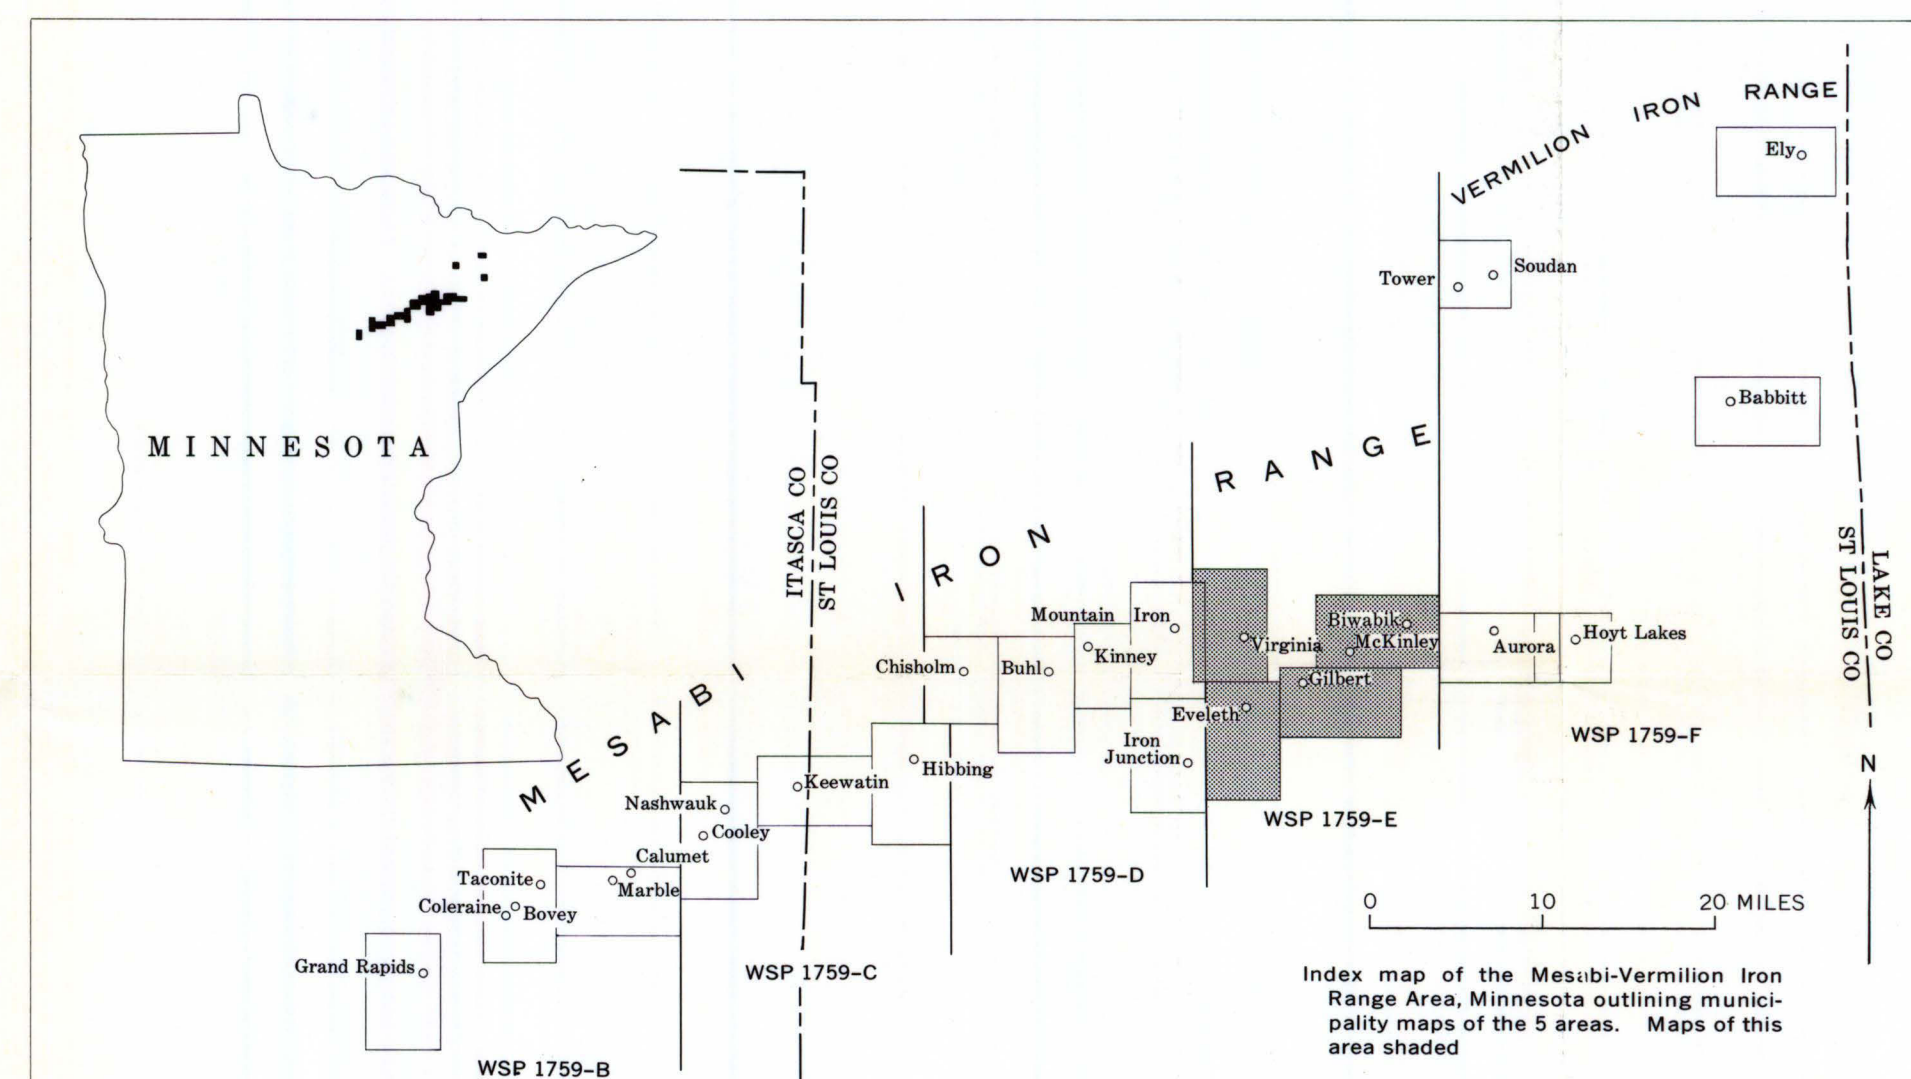 VERMILION IRON RANGE
Ely
Tower
Soudan
Babbitt
MINNESOTA
MESABI IRON RANGE
ITASCA CO
ST LOUIS CO
LAKE CO
ST LOUIS CO
Mountain Iron
Kinney
Virginia
Biwabik
McKinley
Aurora
Hoyt Lakes
Chisholm
Buhl
Gilbert
Eveleth
Iron
Junction
WSP 1759-F
N
Keewatin
Hibbing
Nashwauk
Cooley
WSP 1759-E
Calumet
Taconite
Marble
Coleraine
Bovey
WSP 1759-D
0 10 20 MILES
Grand Rapids
WSP 1759-C
WSP 1759-B
Index map of the Mesabi-Vermilion Iron
Range Area, Minnesota outlining munici-
pality maps of the 5 areas. Maps of this
area shaded